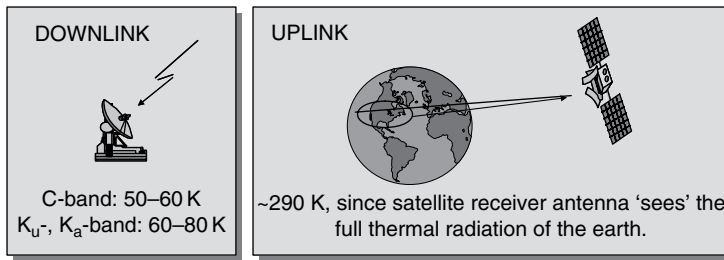 DOWNLINK
C-band: 50–60 K
Ku-, Ka-band: 60–80 K
UPLINK
~290 K, since satellite receiver antenna ‘sees’ the
full thermal radiation of the earth.